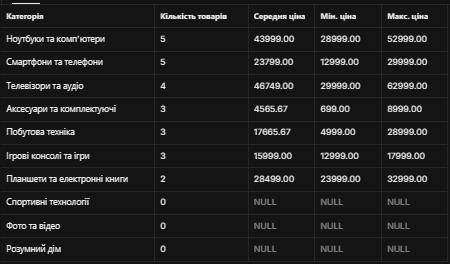 Категорія Кількість товарів Середня ціна Мін. ціна Макс. ціна
Ноутбуки та комп'ютери 5 43999.00 28999.00 52999.00
Смартфони та телефони 5 23799.00 12999.00 29999.00
Телевізори та аудіо 4 46749.00 29999.00 62999.00
Аксесуари та комплектуючі 3 4565.67 699.00 8999.00
Побутова техніка 3 17665.67 4999.00 28999.00
Ігрові консолі та ігри 3 15999.00 12999.00 17999.00
Планшети та електронні книги 2 28499.00 23999.00 32999.00
Спортивні технології 0 NULL NULL NULL
Фото та відео 0 NULL NULL NULL
Розумний дім 0 NULL NULL NULL